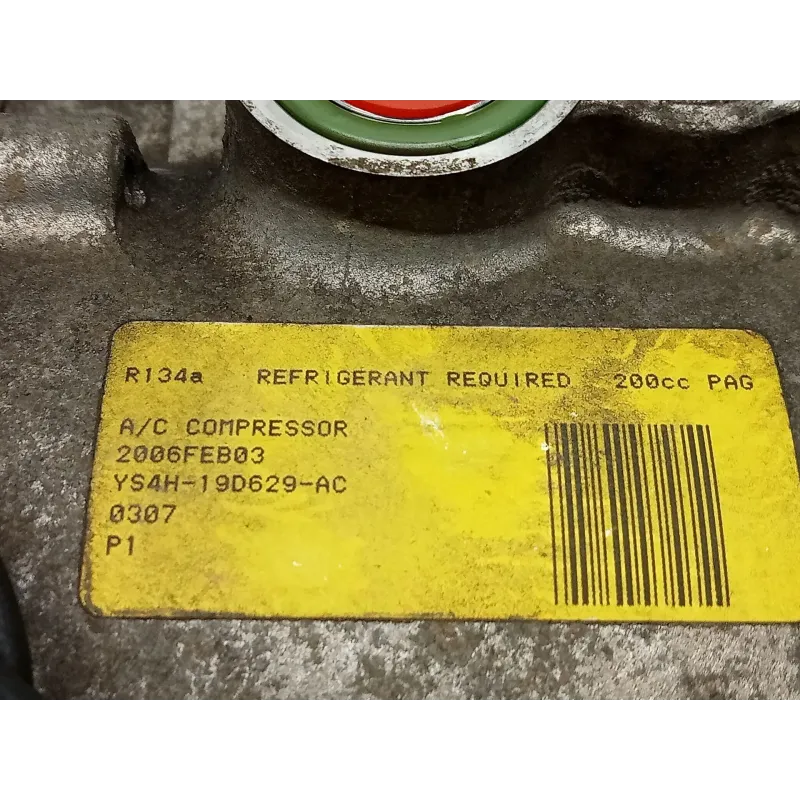 R134a REFRIGERANT REQUIRED 200cc PAG
A/C COMPRESSOR
2006FEB03
YS4H-19D629-AC
0307
P1